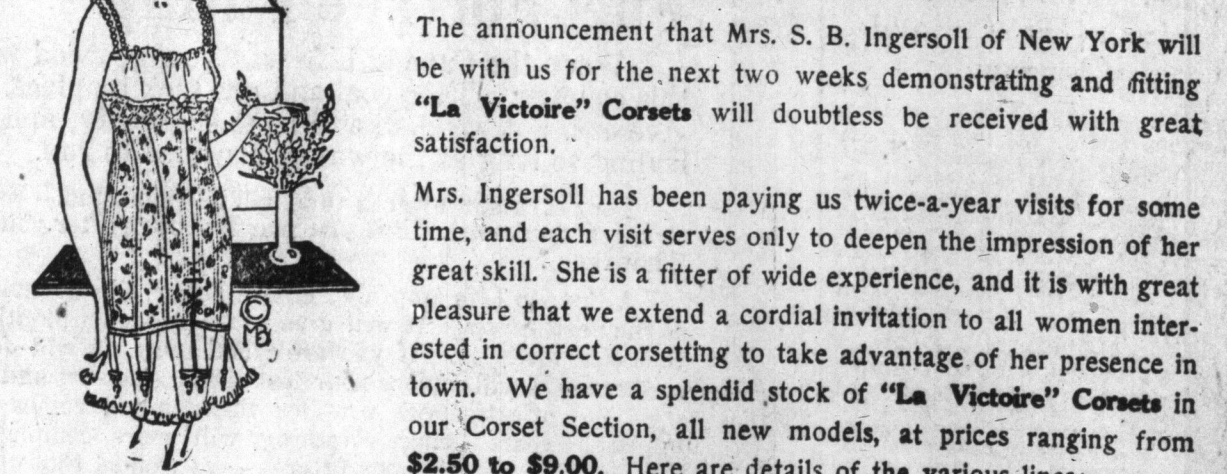 The announcement that Mrs. S. B. Ingersoll of New York will
be with us for the next two weeks demonstrating and fitting
"La Victoire" Corsets will doubtless be received with great
satisfaction.
Mrs. Ingersoll has been paying us twice-a-year visits for some
time, and each visit serves only to deepen the impression of her
great skill. She is a fitter of wide experience, and it is with great
pleasure that we extend a cordial invitation to all women inter-
ested in correct corsetting to take advantage of her presence in
town. We have a splendid stock of "La Victoire" Corsets in
our Corset Section, all new models, at prices ranging from
$2.50 to $9.00. Here are details of the various lines
©
MB